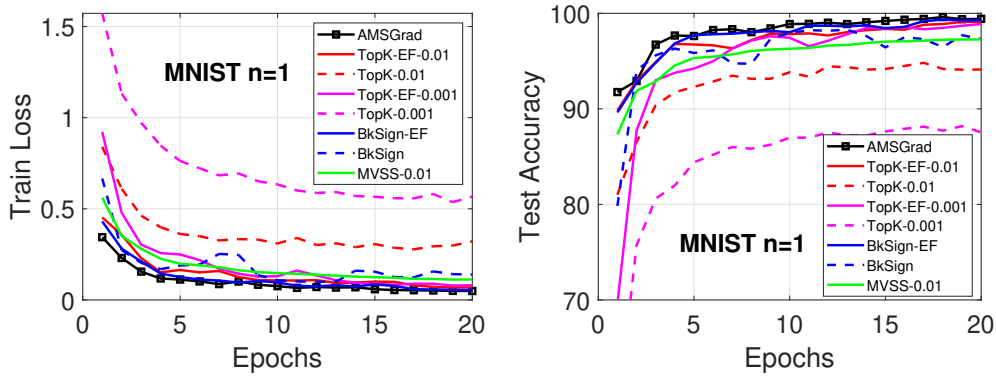 Train Loss
1.5
1
0.5
0
MNIST n=1
AMSGrad
TopK-EF-0.01
TopK-0.01
TopK-EF-0.001
TopK-0.001
BkSign-EF
BkSign
MVSS-0.01
0 5 10 15 20
Epochs
Test Accuracy
100
90
80
70
MNIST n=1
AMSGrad
TopK-EF-0.01
TopK-0.01
TopK-EF-0.001
TopK-0.001
BkSign-EF
BkSign
MVSS-0.01
0 5 10 15 20
Epochs